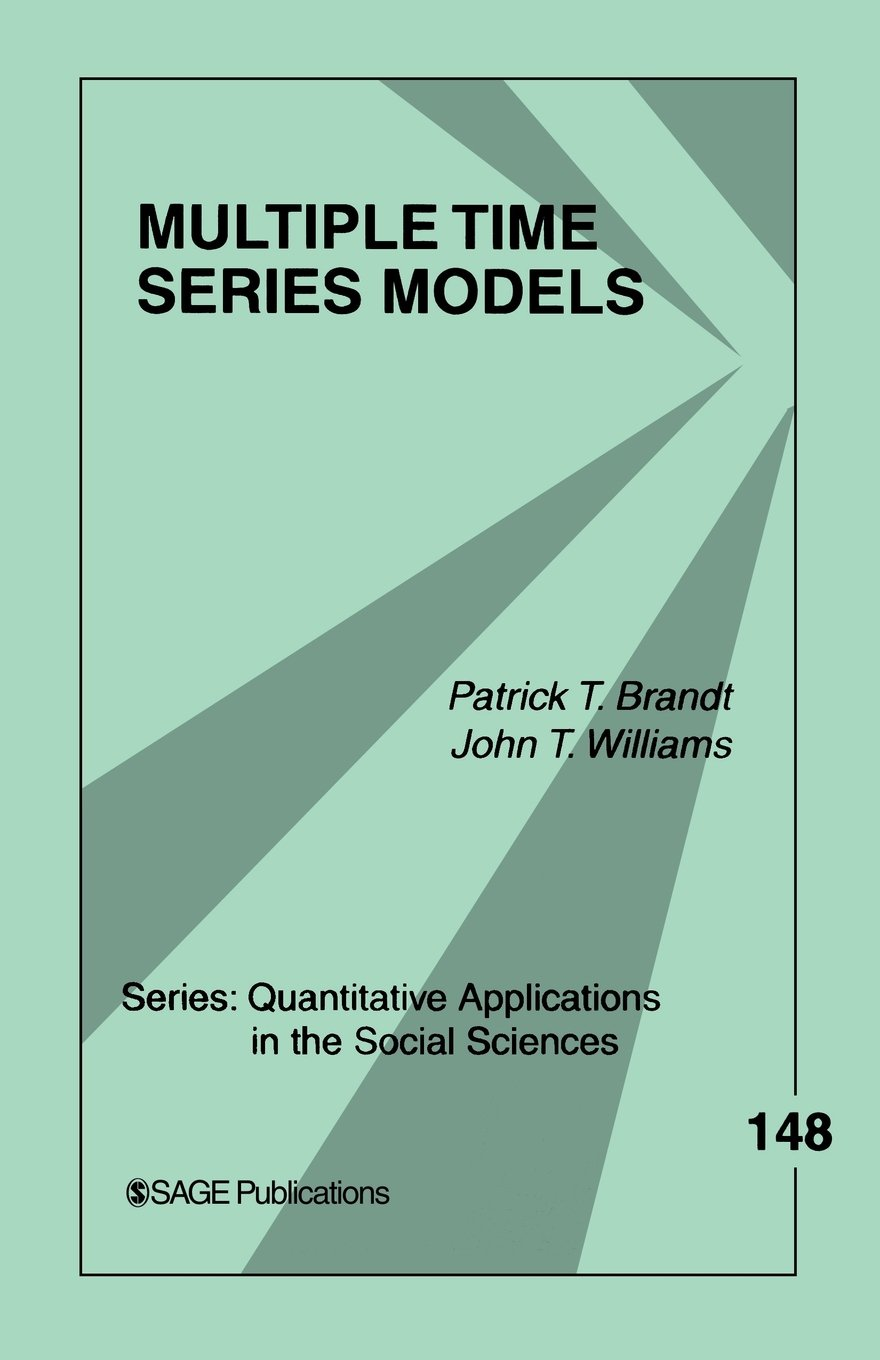 MULTIPLE TIME
SERIES MODELS
Patrick T. Brandt
John T. Williams
Series: Quantitative Applications
in the Social Sciences
148
SAGE Publications